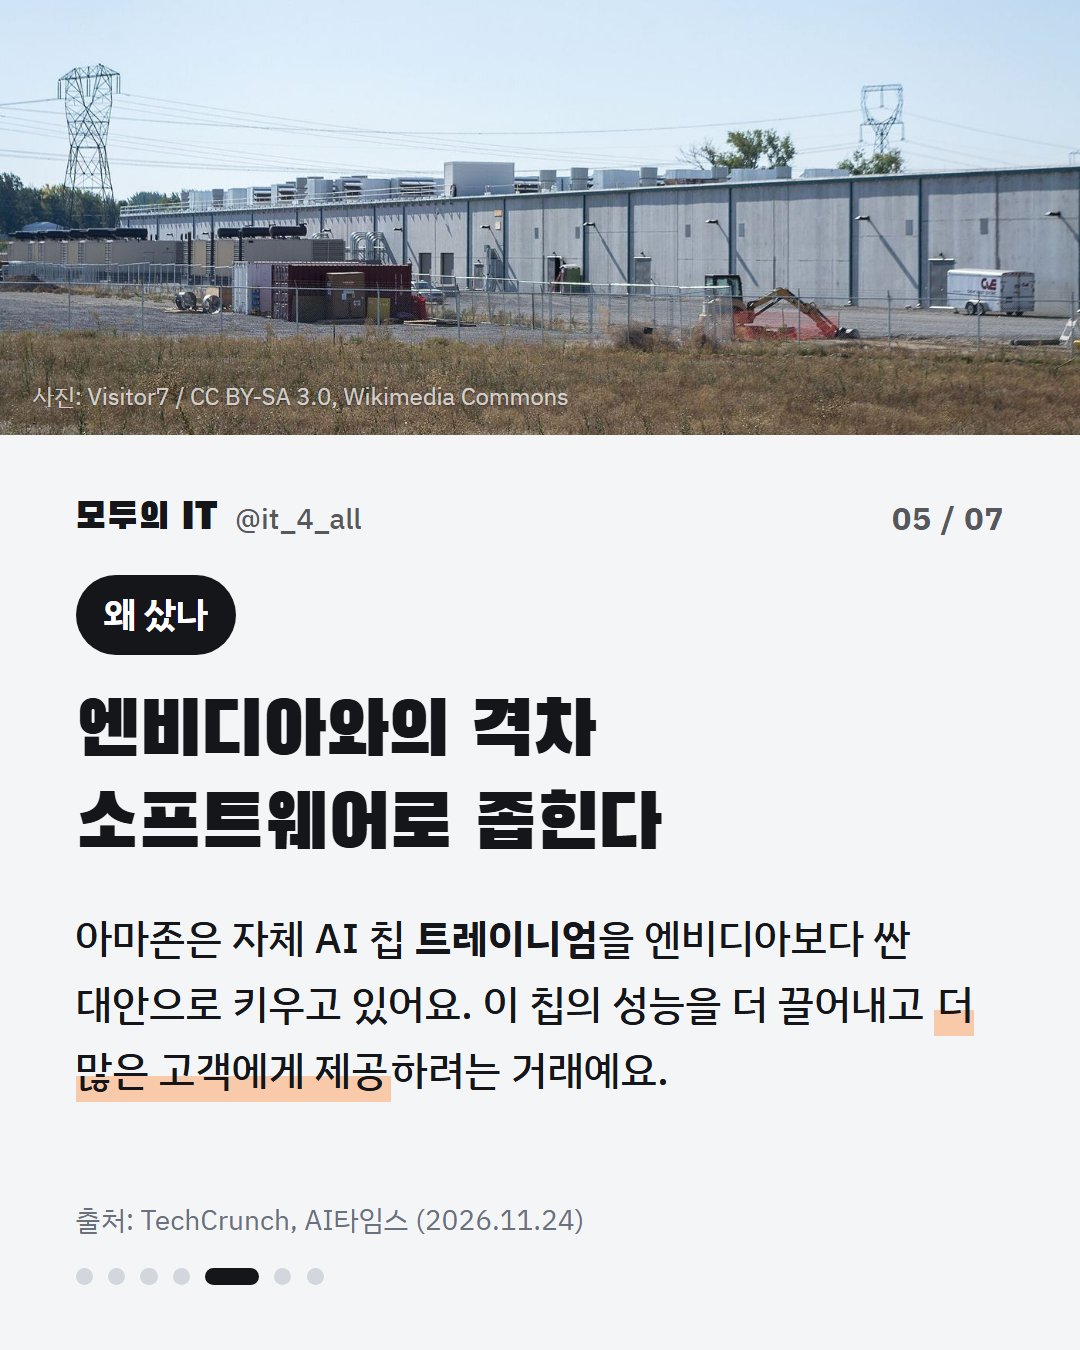 사진: Visitor7 / CC BY-SA 3.0, Wikimedia Commons
모두의 IT @it_4_all
05 / 07
왜 샀나
엔비디아와의 격차
소프트웨어로 좁힌다
아마존은 자체 AI 칩 트레이니엄을 엔비디아보다 싼
대안으로 키우고 있어요. 이 칩의 성능을 더 끌어내고 더
많은 고객에게 제공하려는 거래예요.
출처: TechCrunch, AI타임스 (2026.11.24)